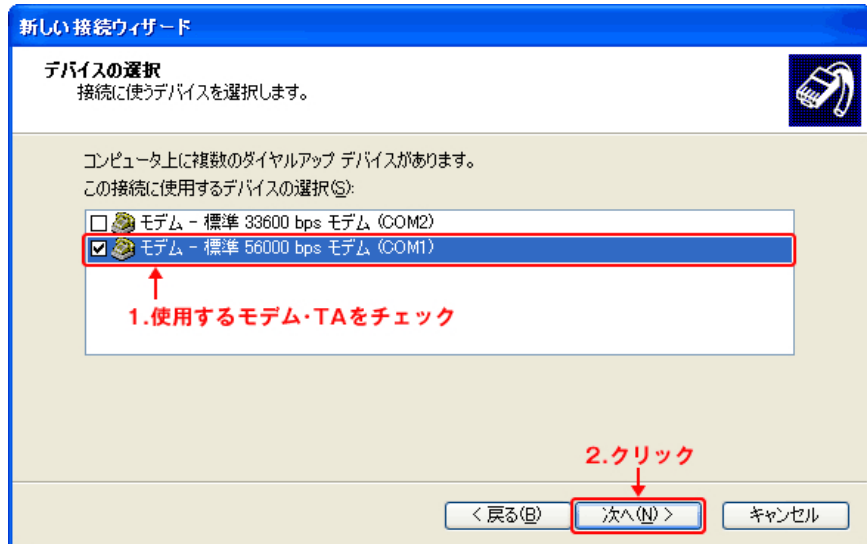 新しい接続ウィザード
デバイスの選択
接続に使うデバイスを選択します。
コンピュータ上に複数のダイヤルアップ デバイスがあります。
この接続に使用するデバイスの選択(S):
モデム - 標準 33600 bps モデム (COM2)
モデム - 標準 56000 bps モデム (COM1)
1.使用するモデム・TAをチェック
2.クリック
< 戻る(B)
次へ(N) >
キャンセル